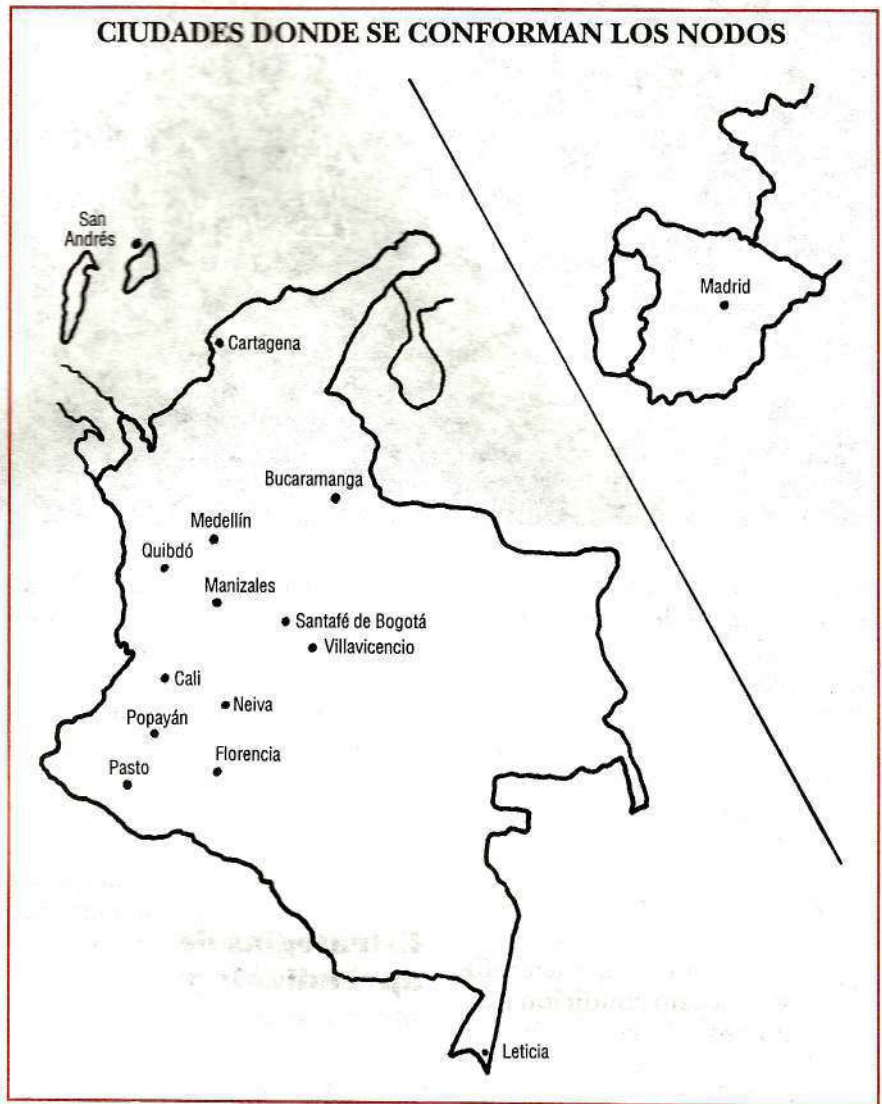 CIUDADES DONDE SE CONFORMAN LOS NODOS
San
Andrés
Madrid
Cartagena
Bucaramanga
Medellín
Quibdó
Manizales
Santafé de Bogotá
Villavicencio
Cali
Neiva
Popayán
Florencia
Pasto
Leticia